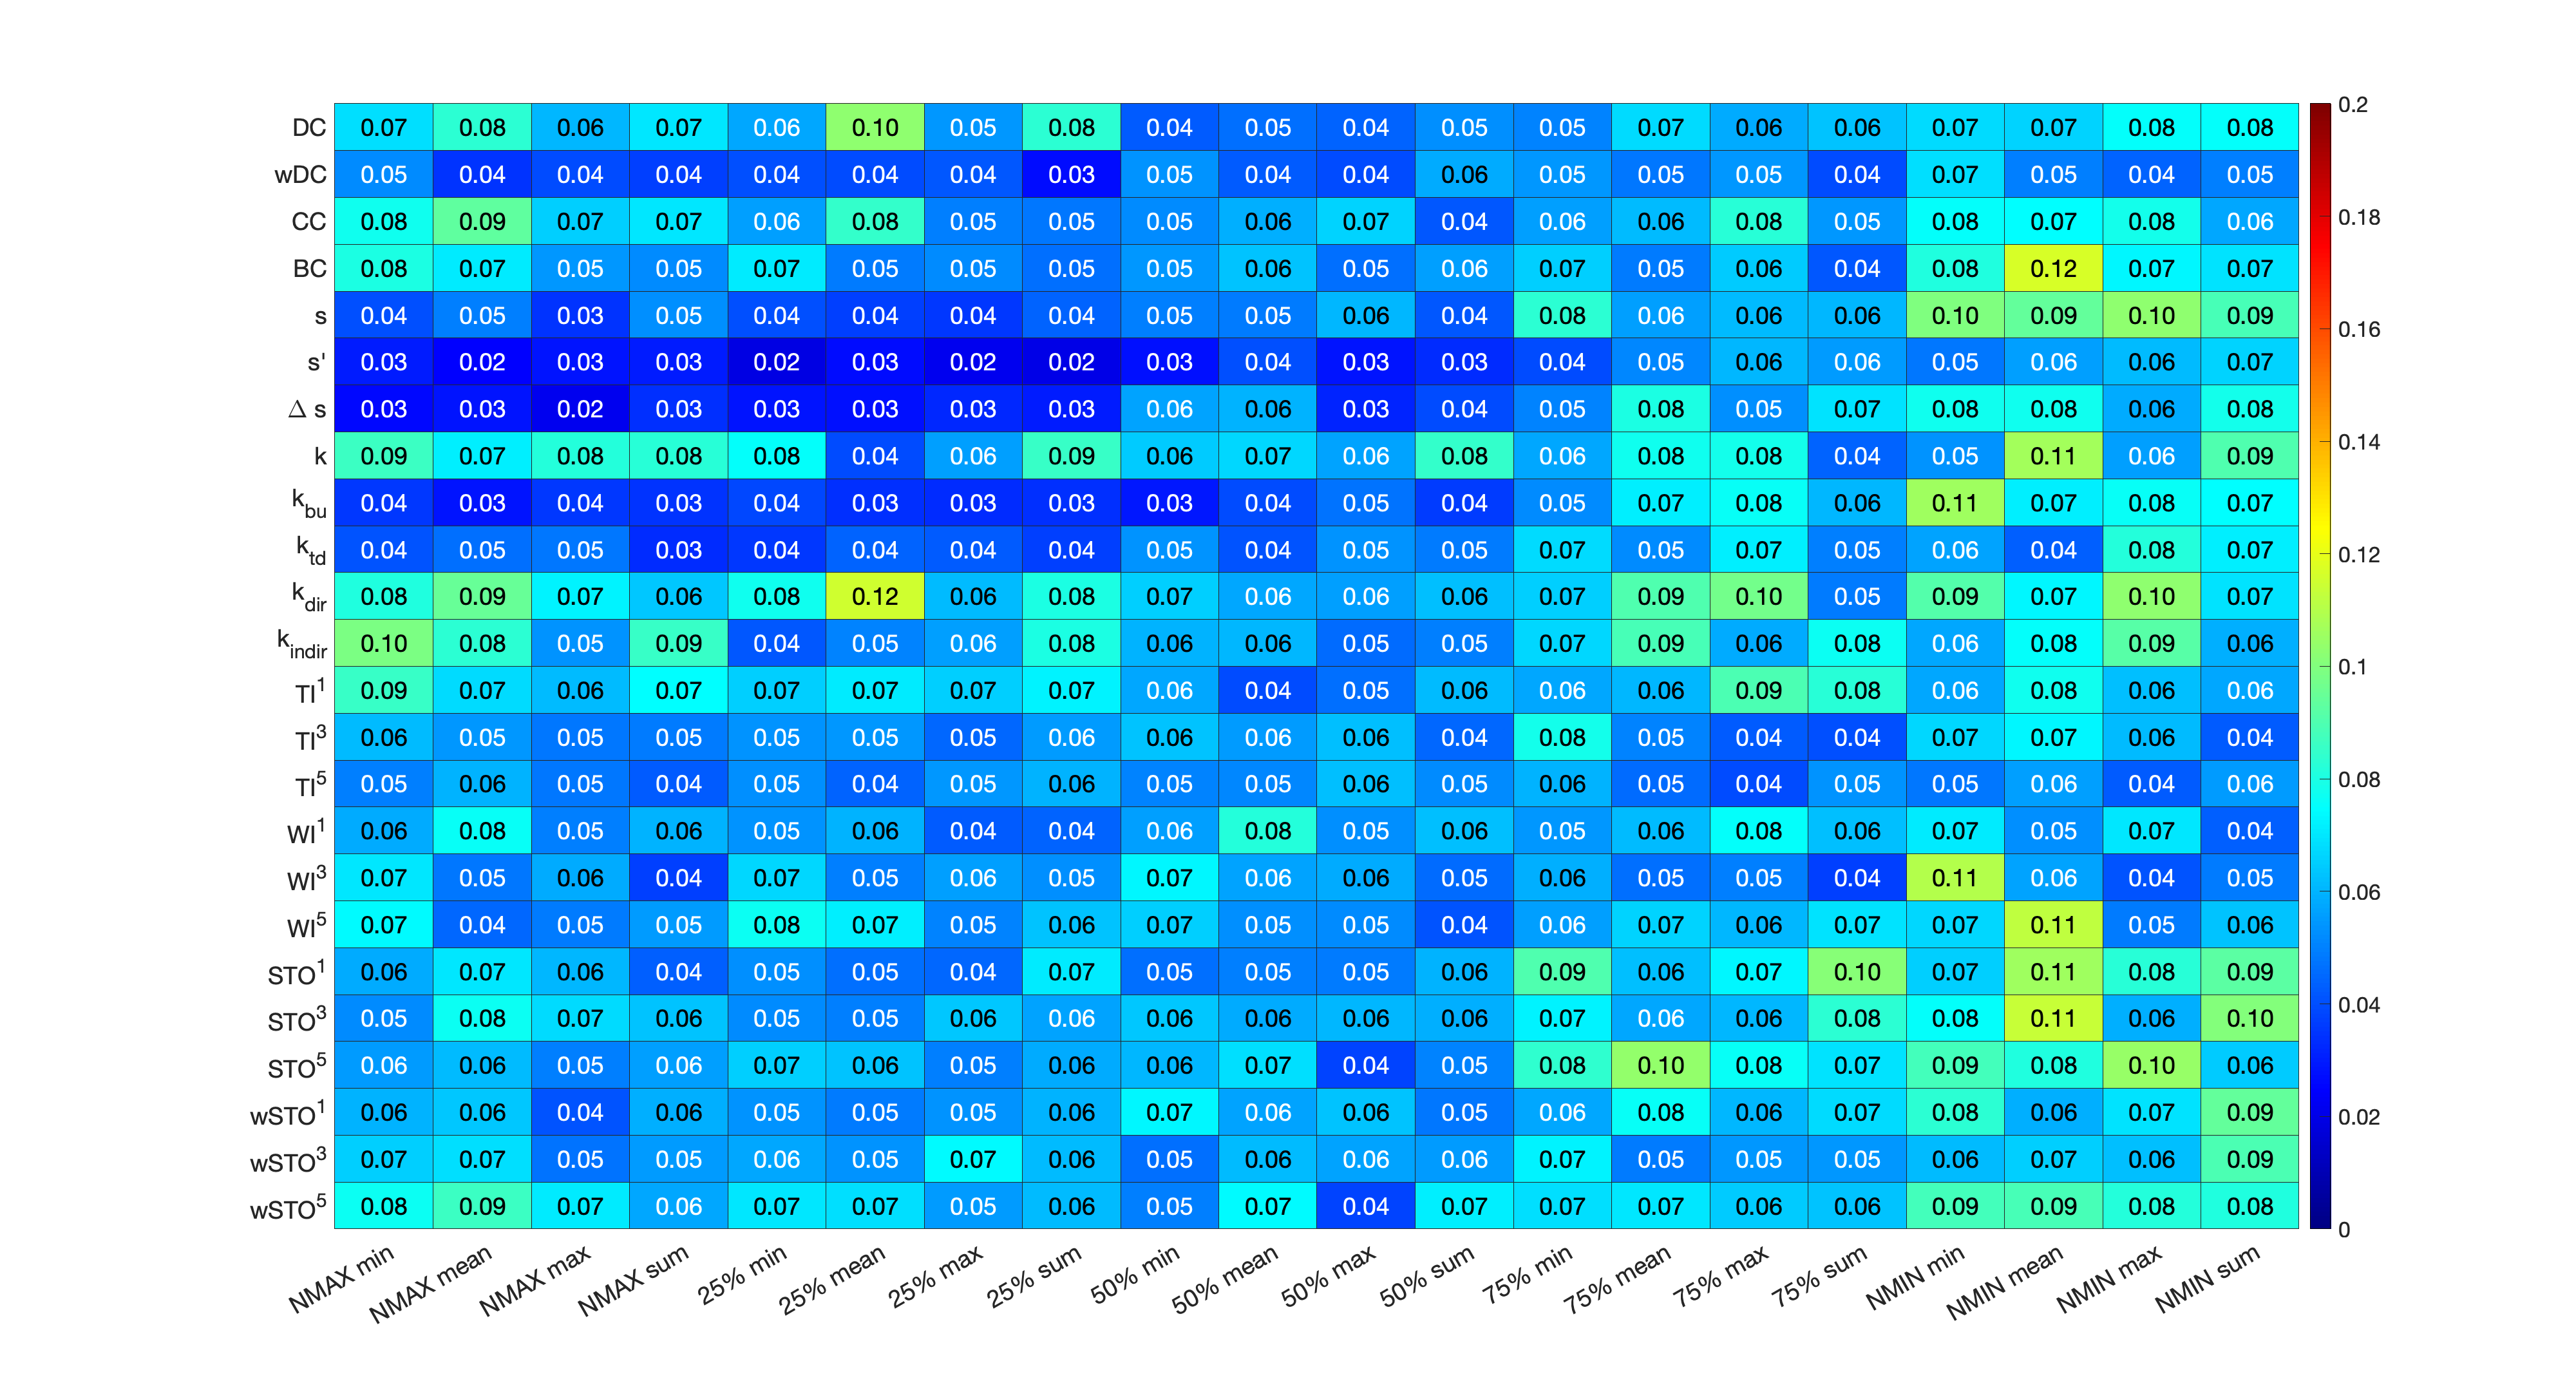 DC 0.07 0.08 0.06 0.07 0.06 0.10 0.05 0.08 0.04 0.05 0.04 0.05 0.05 0.07 0.06 0.06 0.07 0.07 0.08 0.08
wDC 0.05 0.04 0.04 0.04 0.04 0.04 0.04 0.03 0.05 0.04 0.04 0.06 0.05 0.05 0.05 0.04 0.07 0.05 0.04 0.05
CC 0.08 0.09 0.07 0.07 0.06 0.08 0.05 0.05 0.05 0.06 0.07 0.04 0.06 0.06 0.08 0.05 0.08 0.07 0.08 0.06
BC 0.08 0.07 0.05 0.05 0.07 0.05 0.05 0.05 0.05 0.06 0.05 0.06 0.07 0.05 0.06 0.04 0.08 0.12 0.07 0.07
s 0.04 0.05 0.03 0.05 0.04 0.04 0.04 0.04 0.05 0.05 0.06 0.04 0.08 0.06 0.06 0.06 0.10 0.09 0.10 0.09
s' 0.03 0.02 0.03 0.03 0.02 0.03 0.02 0.02 0.03 0.04 0.03 0.03 0.04 0.05 0.06 0.06 0.05 0.06 0.06 0.07
Δ s 0.03 0.03 0.02 0.03 0.03 0.03 0.03 0.03 0.06 0.06 0.03 0.04 0.05 0.08 0.05 0.07 0.08 0.08 0.06 0.08
k 0.09 0.07 0.08 0.08 0.08 0.04 0.06 0.09 0.06 0.07 0.06 0.08 0.06 0.08 0.08 0.04 0.05 0.11 0.06 0.09
k_bu 0.04 0.03 0.04 0.03 0.04 0.03 0.03 0.03 0.03 0.04 0.05 0.04 0.05 0.07 0.08 0.06 0.11 0.07 0.08 0.07
k_td 0.04 0.05 0.05 0.03 0.04 0.04 0.04 0.04 0.05 0.04 0.05 0.05 0.07 0.05 0.07 0.05 0.06 0.04 0.08 0.07
k_dir 0.08 0.09 0.07 0.06 0.08 0.12 0.06 0.08 0.07 0.06 0.06 0.06 0.07 0.09 0.10 0.05 0.09 0.07 0.10 0.07
k_indir 0.10 0.08 0.05 0.09 0.04 0.05 0.06 0.08 0.06 0.06 0.05 0.05 0.07 0.09 0.06 0.08 0.06 0.08 0.09 0.06
TI^1 0.09 0.07 0.06 0.07 0.07 0.07 0.07 0.07 0.06 0.04 0.05 0.06 0.06 0.06 0.09 0.08 0.06 0.08 0.06 0.06
TI^3 0.06 0.05 0.05 0.05 0.05 0.05 0.05 0.06 0.06 0.06 0.06 0.04 0.08 0.05 0.04 0.04 0.07 0.07 0.06 0.04
TI^5 0.05 0.06 0.05 0.04 0.05 0.04 0.05 0.06 0.05 0.05 0.06 0.05 0.06 0.05 0.04 0.05 0.05 0.06 0.04 0.06
WI^1 0.06 0.08 0.05 0.06 0.05 0.06 0.04 0.04 0.06 0.08 0.05 0.06 0.05 0.06 0.08 0.06 0.07 0.05 0.07 0.04
WI^3 0.07 0.05 0.06 0.04 0.07 0.05 0.06 0.05 0.07 0.06 0.06 0.05 0.06 0.05 0.05 0.04 0.11 0.06 0.04 0.05
WI^5 0.07 0.04 0.05 0.05 0.08 0.07 0.05 0.06 0.07 0.05 0.05 0.04 0.06 0.07 0.06 0.07 0.07 0.11 0.05 0.06
STO^1 0.06 0.07 0.06 0.04 0.05 0.05 0.04 0.07 0.05 0.05 0.05 0.06 0.09 0.06 0.07 0.10 0.07 0.11 0.08 0.09
STO^3 0.05 0.08 0.07 0.06 0.05 0.05 0.06 0.06 0.06 0.06 0.06 0.06 0.07 0.06 0.06 0.08 0.08 0.11 0.06 0.10
STO^5 0.06 0.06 0.05 0.06 0.07 0.06 0.05 0.06 0.06 0.07 0.04 0.05 0.08 0.10 0.08 0.07 0.09 0.08 0.10 0.06
wSTO^1 0.06 0.06 0.04 0.06 0.05 0.05 0.05 0.06 0.07 0.06 0.06 0.05 0.06 0.08 0.06 0.07 0.08 0.06 0.07 0.09
wSTO^3 0.07 0.07 0.05 0.05 0.06 0.05 0.07 0.06 0.05 0.06 0.06 0.06 0.07 0.05 0.05 0.05 0.06 0.07 0.06 0.09
wSTO^5 0.08 0.09 0.07 0.06 0.07 0.07 0.05 0.06 0.05 0.07 0.04 0.07 0.07 0.07 0.06 0.06 0.09 0.09 0.08 0.08
NMAX min NMAX mean NMAX max NMAX sum 25% min 25% mean 25% max 25% sum 50% min 50% mean 50% max 50% sum 75% min 75% mean 75% max 75% sum NMIN min NMIN mean NMIN max NMIN sum
0.2
0.18
0.16
0.14
0.12
0.1
0.08
0.06
0.04
0.02
0